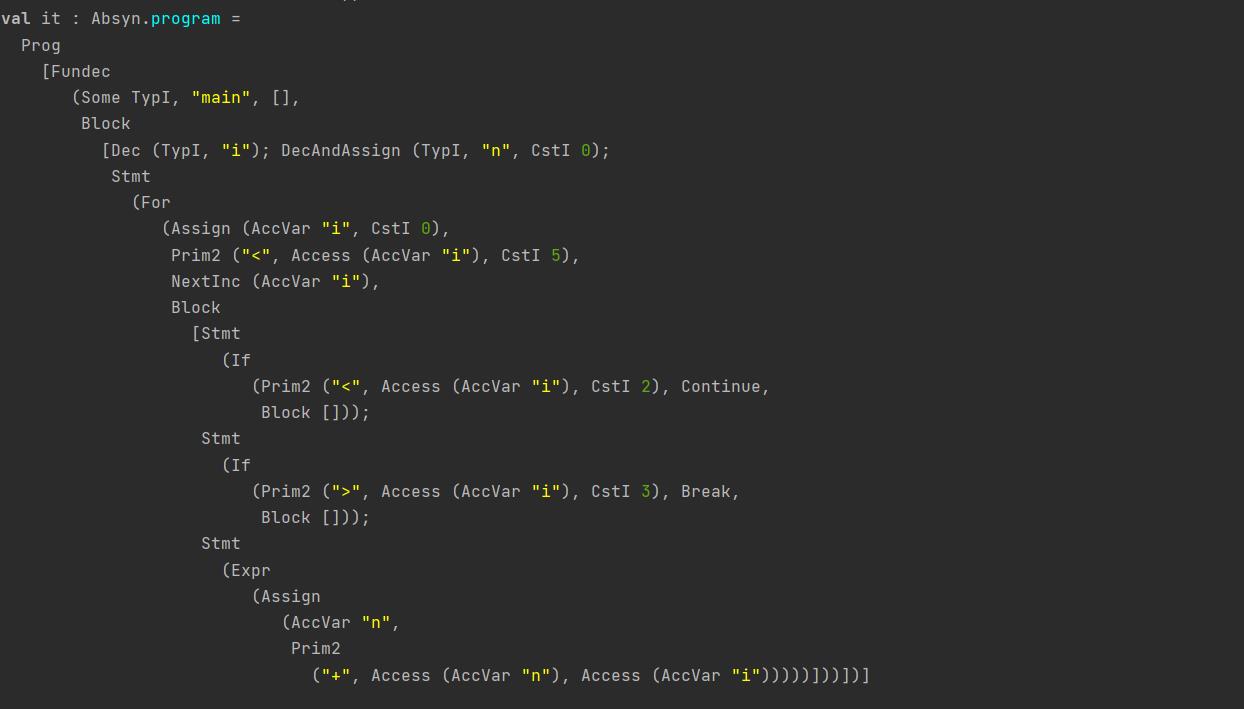 val it : Absyn.program =
  Prog
    [Fundec
       (Some TypI, "main", [],
        Block
          [Dec (TypI, "i"); DecAndAssign (TypI, "n", CstI 0);
           Stmt
             (For
                (Assign (AccVar "i", CstI 0),
                 Prim2 ("<", Access (AccVar "i"), CstI 5),
                 NextInc (AccVar "i"),
                 Block
                   [Stmt
                      (If
                         (Prim2 ("<", Access (AccVar "i"), CstI 2), Continue,
                          Block []));
                    Stmt
                      (If
                         (Prim2 (">", Access (AccVar "i"), CstI 3), Break,
                          Block []));
                    Stmt
                      (Expr
                         (Assign
                            (AccVar "n",
                             Prim2
                               ("+", Access (AccVar "n"), Access (AccVar "i")))))]))])]